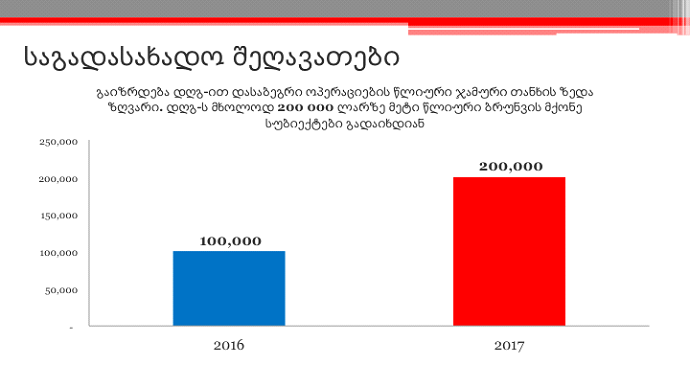 საგადასახადო შეღავათები
გაიზრდება დღგ-ით დასაბეგრი ოპერაციების წლიური ჯამური თანხის ზედა
ზღვარი. დღგ-ს მხოლოდ 200 000 ლარზე მეტი წლიური ბრუნვის მქონე
სუბიექტები გადაიხდიან
250,000
200,000
150,000
100,000
50,000
-
100,000
200,000
2016
2017